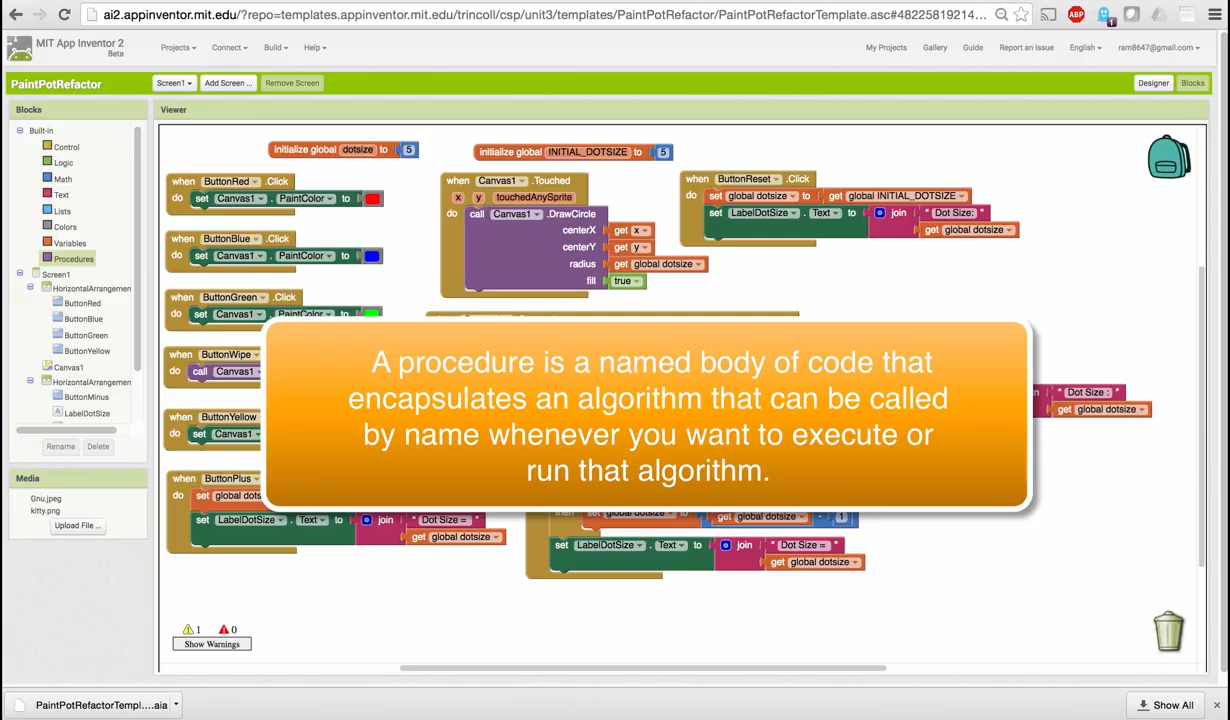 ai2.appinventor.mit.edu/?repo=templates.appinventor.mit.edu/trincoll/csp/unit3/templates/PaintPotRefactor/PaintPotRefactorTemplate.asc#48225819214...
ABP
1
MIT App Inventor 2
Beta
Projects
Connect
Build
Help
My Projects
Gallery
Guide
Report an Issue
English
ram8647@gmail.com
PaintPotRefactor
Screen1
Add Screen ...
Remove Screen
Designer
Blocks
Blocks
Viewer
Built-in
Control
Logic
Math
Text
Lists
Colors
Variables
Procedures
Screen1
HorizontalArrangemen
ButtonRed
ButtonBlue
ButtonGreen
ButtonYellow
Canvas1
HorizontalArrangemen
ButtonMinus
LabelDotSize
Rename
Delete
Media
Gnu.jpeg
kitty.png
Upload File ...
initialize global dotsize to 5
initialize global INITIAL_DOTSIZE to 5
when ButtonRed .Click
do set Canvas1 . PaintColor to
when ButtonBlue .Click
do set Canvas1 . PaintColor to
when ButtonGreen .Click
do set Canvas1 . PaintColor to
when ButtonWipe
do call Canvas1
when ButtonYellow
do set Canvas1
when ButtonPlus
do set global dots
set LabelDotSize . Text to join " Dot Size = "
get global dotsize
when Canvas1 .Touched
x y touchedAnySprite
do call Canvas1 .DrawCircle
centerX get x
centerY get y
radius get global dotsize
fill true
when ButtonReset .Click
do set global dotsize to get global INITIAL_DOTSIZE
set LabelDotSize . Text to join " Dot Size: "
get global dotsize
A procedure is a named body of code that
encapsulates an algorithm that can be called
by name whenever you want to execute or
run that algorithm.
join " Dot Size : "
get global dotsize
then set global dotsize to get global dotsize - 1
set LabelDotSize . Text to join " Dot Size = "
get global dotsize
1 0
Show Warnings
PaintPotRefactorTempl....aia
Show All